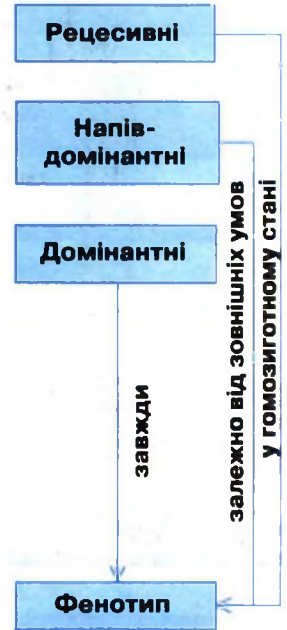 Рецесивні
Напів-
домінантні
Домінантні
завжди
залежно від зовнішніх умов
у гомозиготному стані
Фенотип